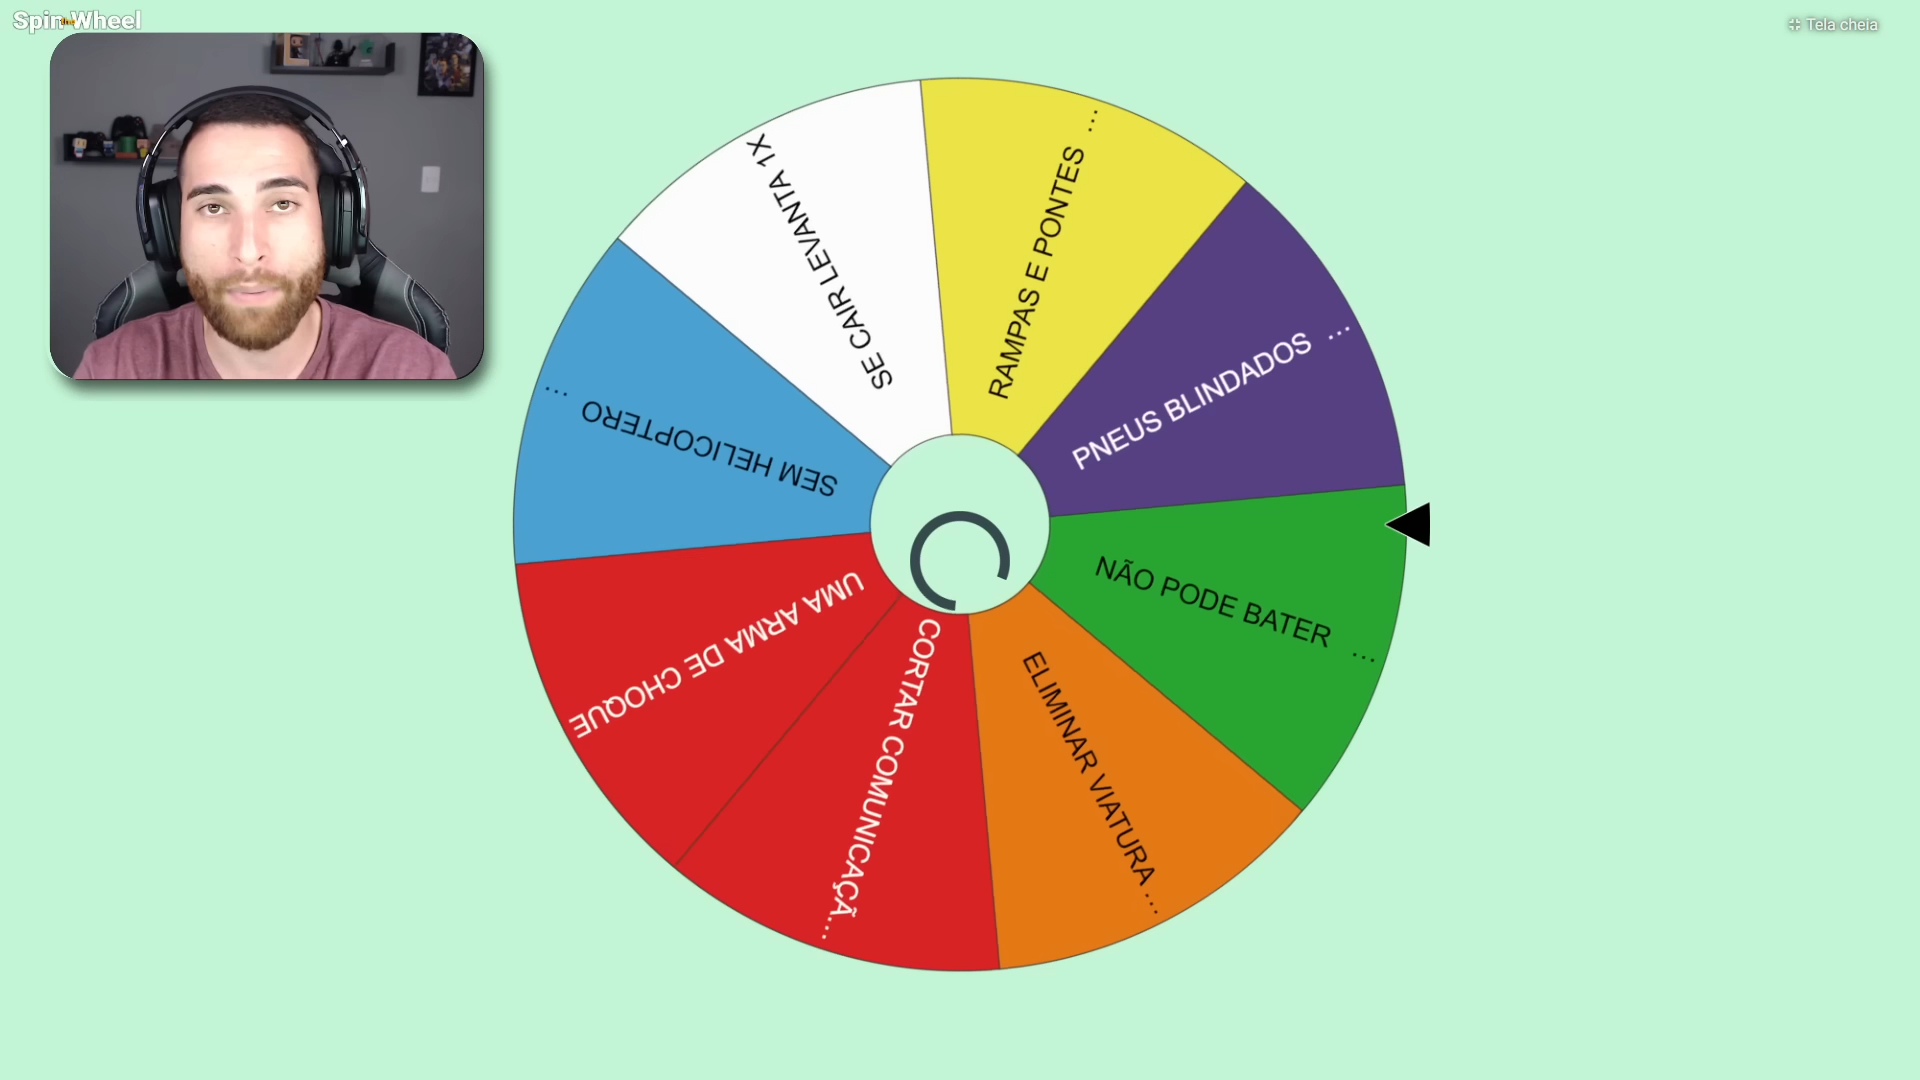 Spin Wheel
Tela cheia
SE CAIR LEVANTA 1X
RAMPAS E PONTES ...
PNEUS BLINDADOS ...
NÃO PODE BATER ...
ELIMINAR VIATURA ...
CORTAR COMUNICAÇÃ...
UMA ARMA DE CHOQUE
SEM HELICOPTERO ...